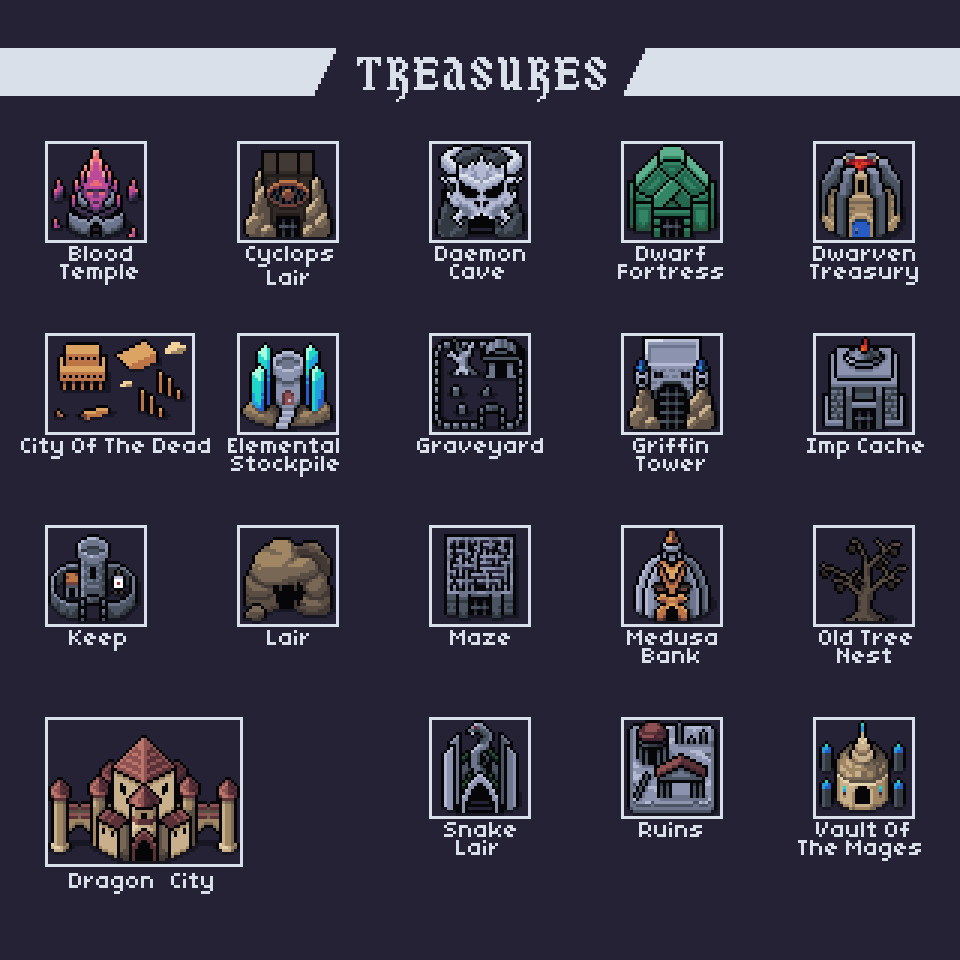 TREASURES
Blood
Temple
Cyclops
Lair
Daemon
Cave
Dwarf
Fortress
Dwarven
Treasury
City Of The Dead
Elemental
Stockpile
Graveyard
Griffin
Tower
Imp Cache
Keep
Lair
Maze
Medusa
Bank
Old Tree
Nest
Dragon City
Snake
Lair
Ruins
Vault Of
The Mages